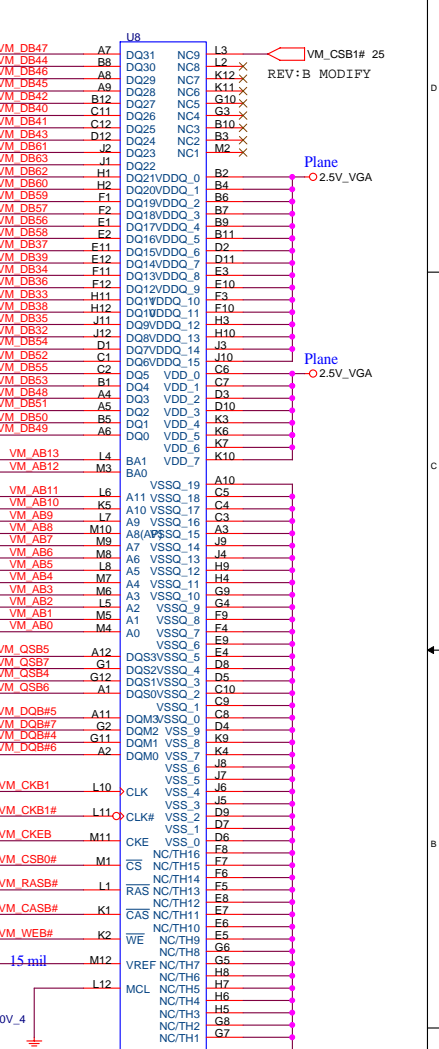 U8
VM_DB47 A7 DQ31 NC9 L3 VM_CSB1# 25
VM_DB44 B8 DQ30 NC8 L2
REV:B MODIFY
VM_DB46 A8 DQ29 NC7 K12
VM_DB45 A9 DQ28 NC6 K11
VM_DB42 B12 DQ27 NC5 G10
VM_DB40 C11 DQ26 NC4 G3
VM_DB41 C12 DQ25 NC3 B10
VM_DB43 D12 DQ24 NC2 B3
VM_DB61 J2 DQ23 NC1 M2
VM_DB63 J1 DQ22
Plane
VM_DB62 H1 DQ21 VDDQ_0 B2 2.5V_VGA
VM_DB60 H2 DQ20 VDDQ_1 B4
VM_DB59 F1 DQ19 VDDQ_2 B6
VM_DB57 F2 DQ18 VDDQ_3 B7
VM_DB56 E1 DQ17 VDDQ_4 B9
VM_DB58 E2 DQ16 VDDQ_5 B11
VM_DB37 E11 DQ15 VDDQ_6 D2
VM_DB39 E12 DQ14 VDDQ_7 D11
VM_DB34 F11 DQ13 VDDQ_8 E3
VM_DB36 F12 DQ12 VDDQ_9 E10
VM_DB33 H11 DQ11 VDDQ_10 F3
VM_DB38 H12 DQ10 VDDQ_11 F10
VM_DB35 J11 DQ9 VDDQ_12 H3
VM_DB32 J12 DQ8 VDDQ_13 H10
VM_DB54 D1 DQ7 VDDQ_14 J3
VM_DB52 C1 DQ6 VDDQ_15 J10
Plane
VM_DB55 C2 DQ5 VDD_0 C6 2.5V_VGA
VM_DB53 B1 DQ4 VDD_1 C7
VM_DB48 A4 DQ3 VDD_2 D3
VM_DB51 A5 DQ2 VDD_3 D10
VM_DB50 B5 DQ1 VDD_4 K3
VM_DB49 A6 DQ0 VDD_5 K6
VDD_6 K7
VM_AB13 L4 BA1 VDD_7 K10
VM_AB12 M3 BA0
VSSQ_19 A10
VM_AB11 L6 A11 VSSQ_18 C5
VM_AB10 K5 A10 VSSQ_17 C4
VM_AB9 L7 A9 VSSQ_16 C3
VM_AB8 M10 A8(AP) VSSQ_15 A3
VM_AB7 M9 A7 VSSQ_14 J9
VM_AB6 M8 A6 VSSQ_13 J4
VM_AB5 L8 A5 VSSQ_12 H9
VM_AB4 M7 A4 VSSQ_11 H4
VM_AB3 M6 A3 VSSQ_10 G9
VM_AB2 L5 A2 VSSQ_9 G4
VM_AB1 M5 A1 VSSQ_8 F9
VM_AB0 M4 A0 VSSQ_7 F4
VSSQ_6 E9
VM_QSB5 A12 DQS3 VSSQ_5 E4
VM_QSB7 G1 DQS2 VSSQ_4 D8
VM_QSB4 G12 DQS1 VSSQ_3 D5
VM_QSB6 A1 DQS0 VSSQ_2 C10
VSSQ_1 C9
VM_DQB#5 A11 DQM3 VSSQ_0 C8
VM_DQB#7 G2 DQM2 VSS_9 D4
VM_DQB#4 G11 DQM1 VSS_8 K9
VM_DQB#6 A2 DQM0 VSS_7 K4
VSS_6 J8
VSS_5 J7
VM_CKB1 L10 CLK VSS_4 J6
VSS_3 J5
VM_CKB1# L11 CLK# VSS_2 D9
VSS_1 D7
VM_CKEB M11 CKE VSS_0 D6
NC/TH16 F8
VM_CSB0# M1 CS NC/TH15 F7
NC/TH14 F6
VM_RASB# L1 RAS NC/TH13 F5
NC/TH12 E8
VM_CASB# K1 CAS NC/TH11 E7
NC/TH10 E6
VM_WEB# K2 WE NC/TH9 E5
NC/TH8 G6
15 mil M12 VREF NC/TH7 G5
NC/TH6 H8
L12 MCL NC/TH5 H7
NC/TH4 H6
NC/TH3 H5
0V_4 NC/TH2 G8
NC/TH1 G7
D
C
B